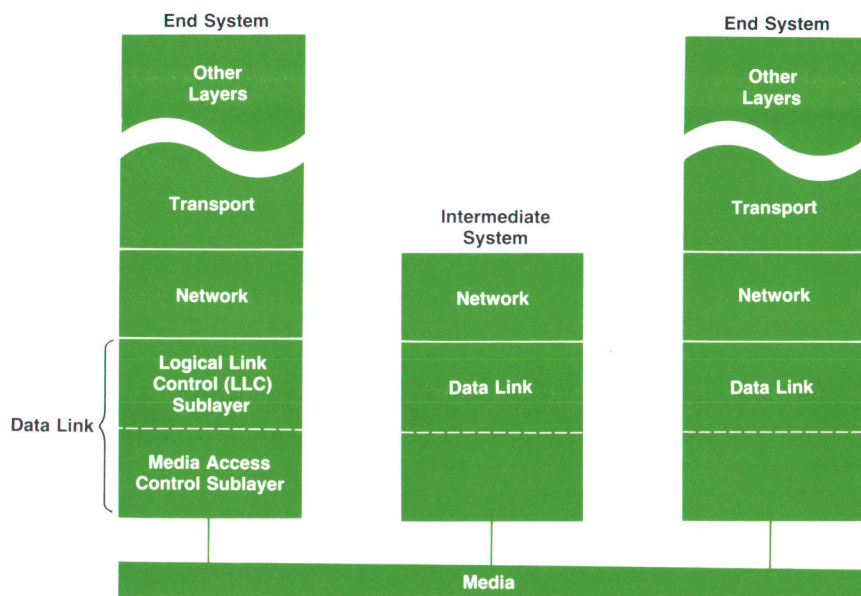 End System
Other
Layers
Transport
Network
Logical Link
Control (LLC)
Sublayer
Media Access
Control Sublayer
Data Link
Intermediate
System
Network
Data Link
End System
Other
Layers
Transport
Network
Data Link
Media